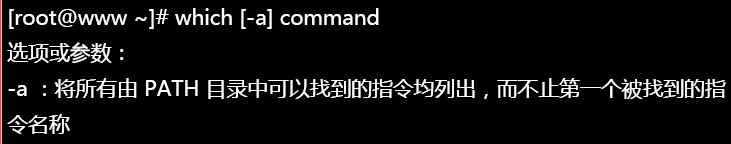 [root@www ~]# which [-a] command
选项或参数：
-a ：将所有由 PATH 目录中可以找到的指令均列出，而不止第一个被找到的指
令名称